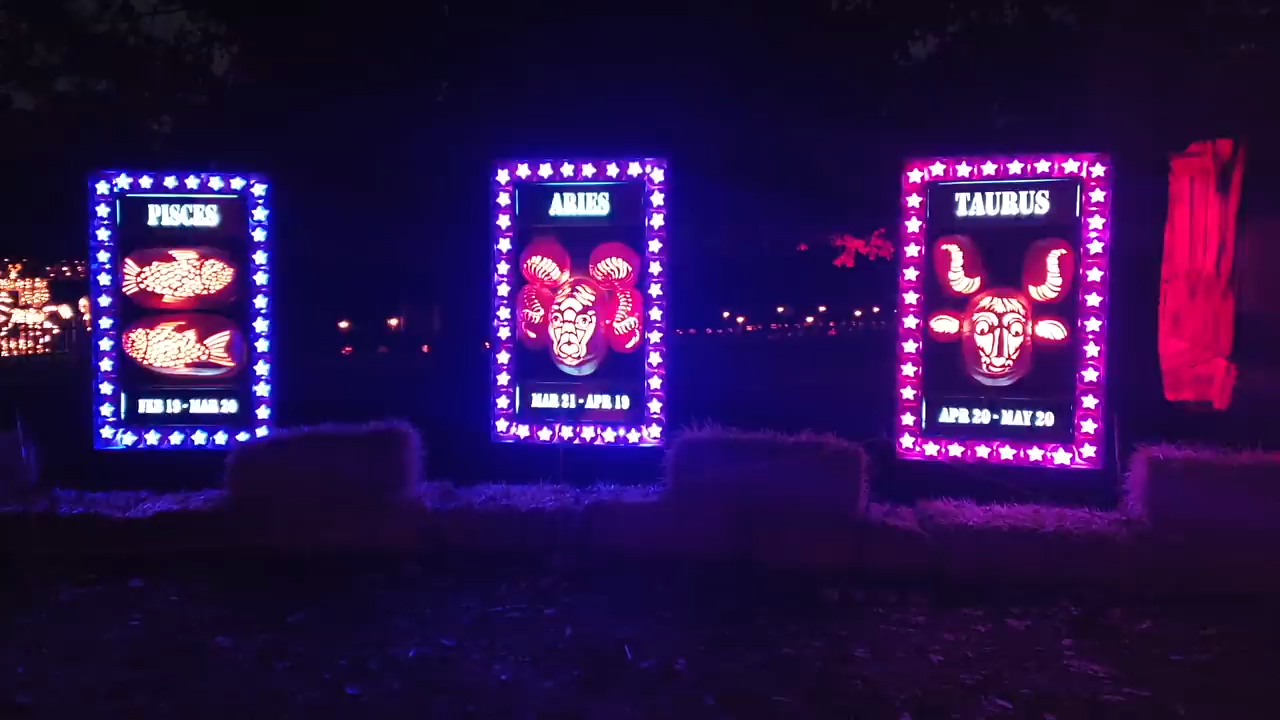 PISCES
FEB 19 - MAR 20
ARIES
MAR 21 - APR 19
TAURUS
APR 20 - MAY 20